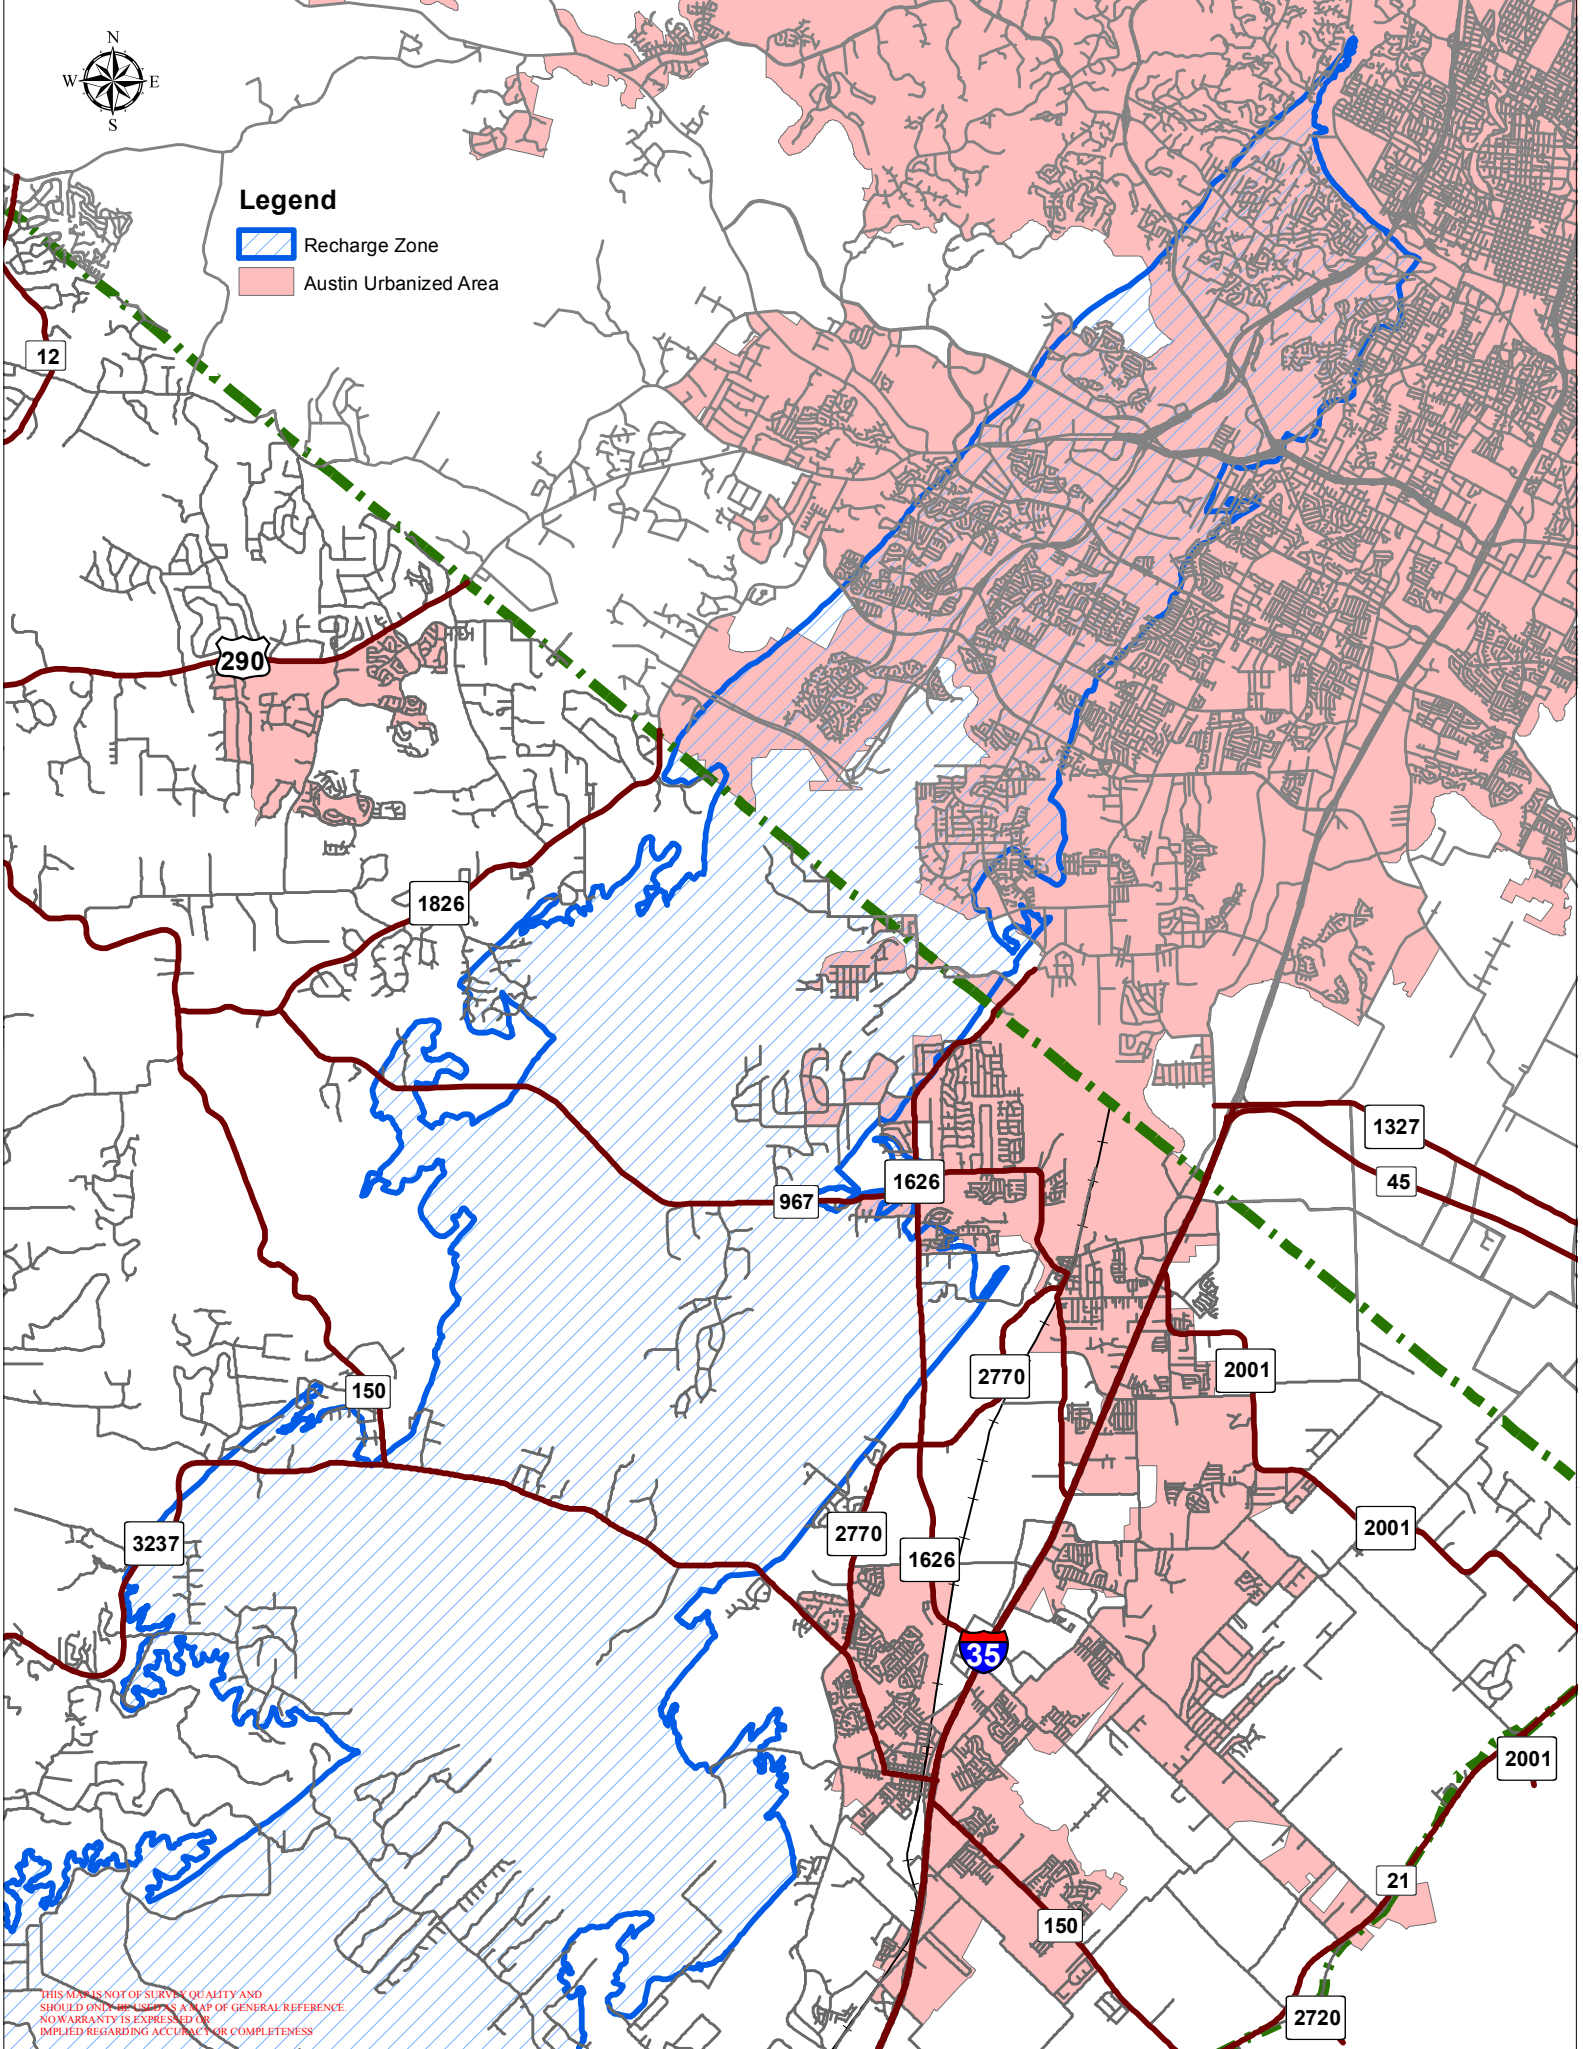 N
W E
S
Legend
Recharge Zone
Austin Urbanized Area
12
290
1826
1327
45
1626
967
2770
2001
150
2001
2770
3237
1626
35
2001
21
150
2720
THIS MAP IS NOT OF SURVEY QUALITY AND
SHOULD ONLY BE USED AS A MAP OF GENERAL REFERENCE.
NO WARRANTY IS EXPRESSED OR
IMPLIED REGARDING ACCURACY OR COMPLETENESS